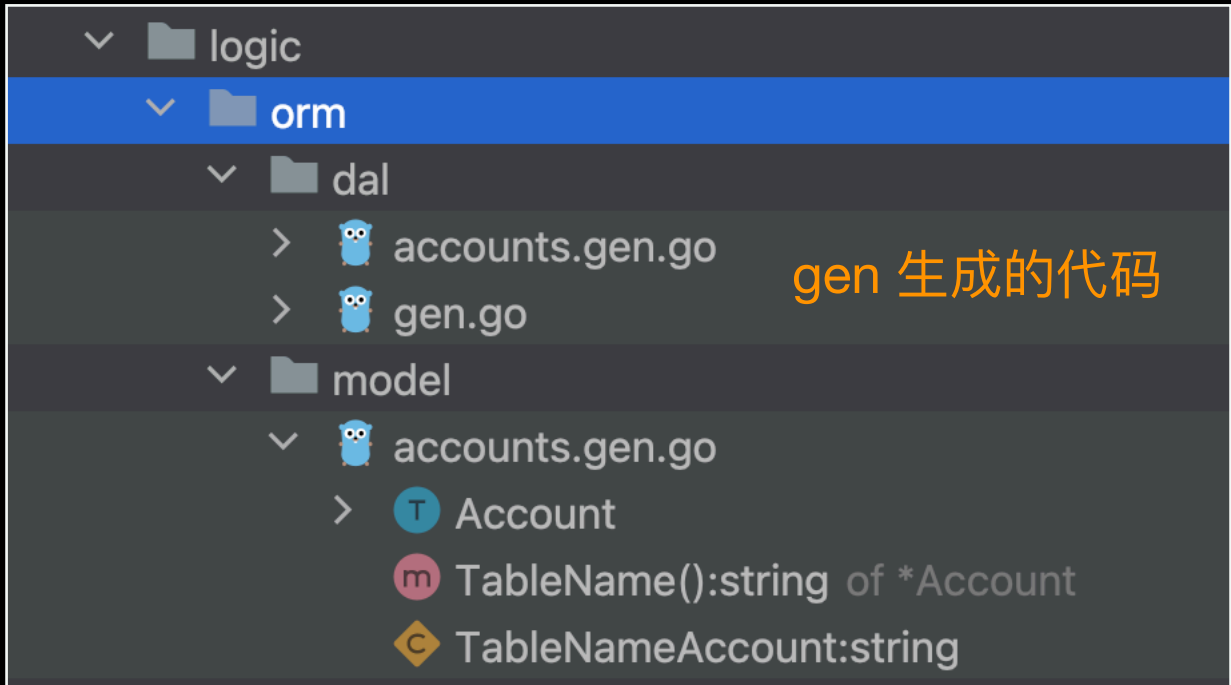 logic
orm
dal
accounts.gen.go
gen 生成的代码
gen.go
model
accounts.gen.go
T Account
m TableName():string of *Account
C TableNameAccount:string